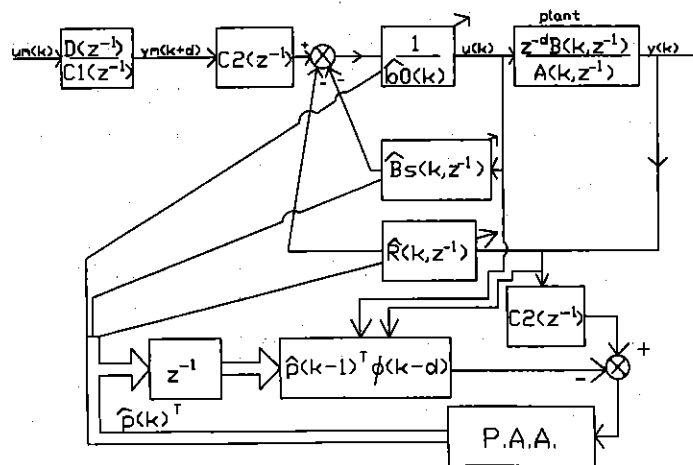 plant
um(k)
D(z⁻¹)
C1(z⁻¹)
ym(k+d)
C2(z⁻¹)
+
-
-
1
b̂0(k)
u(k)
z⁻ᵈB(k,z⁻¹)
A(k,z⁻¹)
y(k)
B̂s(k,z⁻¹)
R̂(k,z⁻¹)
C2(z⁻¹)
z⁻¹
p̂(k-1)ᵀϕ(k-d)
+
-
p̂(k)ᵀ
P.A.A.